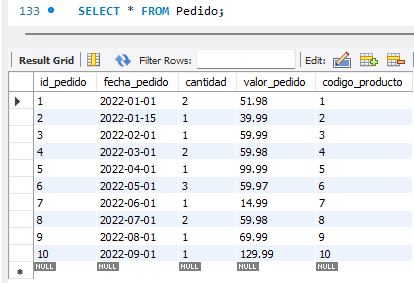 133 SELECT * FROM Pedido;
Result Grid Filter Rows: Edit:
id_pedido fecha_pedido cantidad valor_pedido codigo_producto
1 2022-01-01 2 51.98 1
2 2022-01-15 1 39.99 2
3 2022-02-01 1 59.99 3
4 2022-03-01 2 59.98 4
5 2022-04-01 1 99.99 5
6 2022-05-01 3 59.97 6
7 2022-06-01 1 14.99 7
8 2022-07-01 2 59.98 8
9 2022-08-01 1 69.99 9
10 2022-09-01 1 129.99 10
NULL NULL NULL NULL NULL